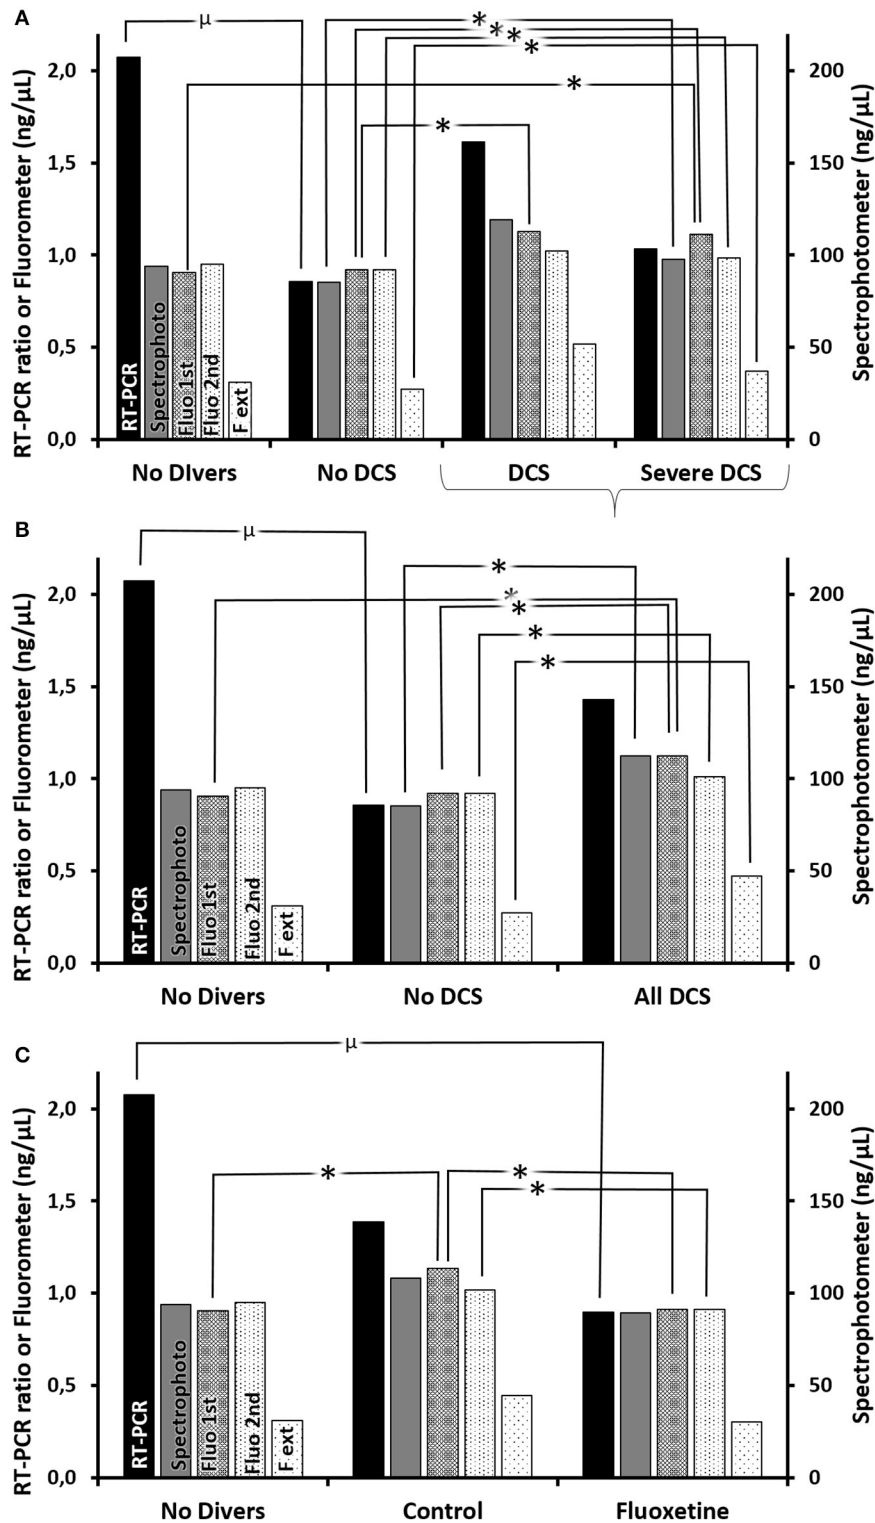 A
μ
*
*
*
*
*
*
RT-PCR ratio or Fluorometer (ng/μL)
2,0
1,5
1,0
0,5
0,0
Spectrophotometer (ng/μL)
200
150
100
50
0
RT-PCR
Spectrophoto
Fluo 1st
Fluo 2nd
F ext
No DIvers
No DCS
DCS
Severe DCS
B
μ
*
*
*
*
*
RT-PCR ratio or Fluorometer (ng/μL)
2,0
1,5
1,0
0,5
0,0
Spectrophotometer (ng/μL)
200
150
100
50
0
RT-PCR
Spectrophoto
Fluo 1st
Fluo 2nd
F ext
No Divers
No DCS
All DCS
C
μ
*
*
*
RT-PCR ratio or Fluorometer (ng/μL)
2,0
1,5
1,0
0,5
0,0
Spectrophotometer (ng/μL)
200
150
100
50
0
RT-PCR
Spectrophoto
Fluo 1st
Fluo 2nd
F ext
No Divers
Control
Fluoxetine